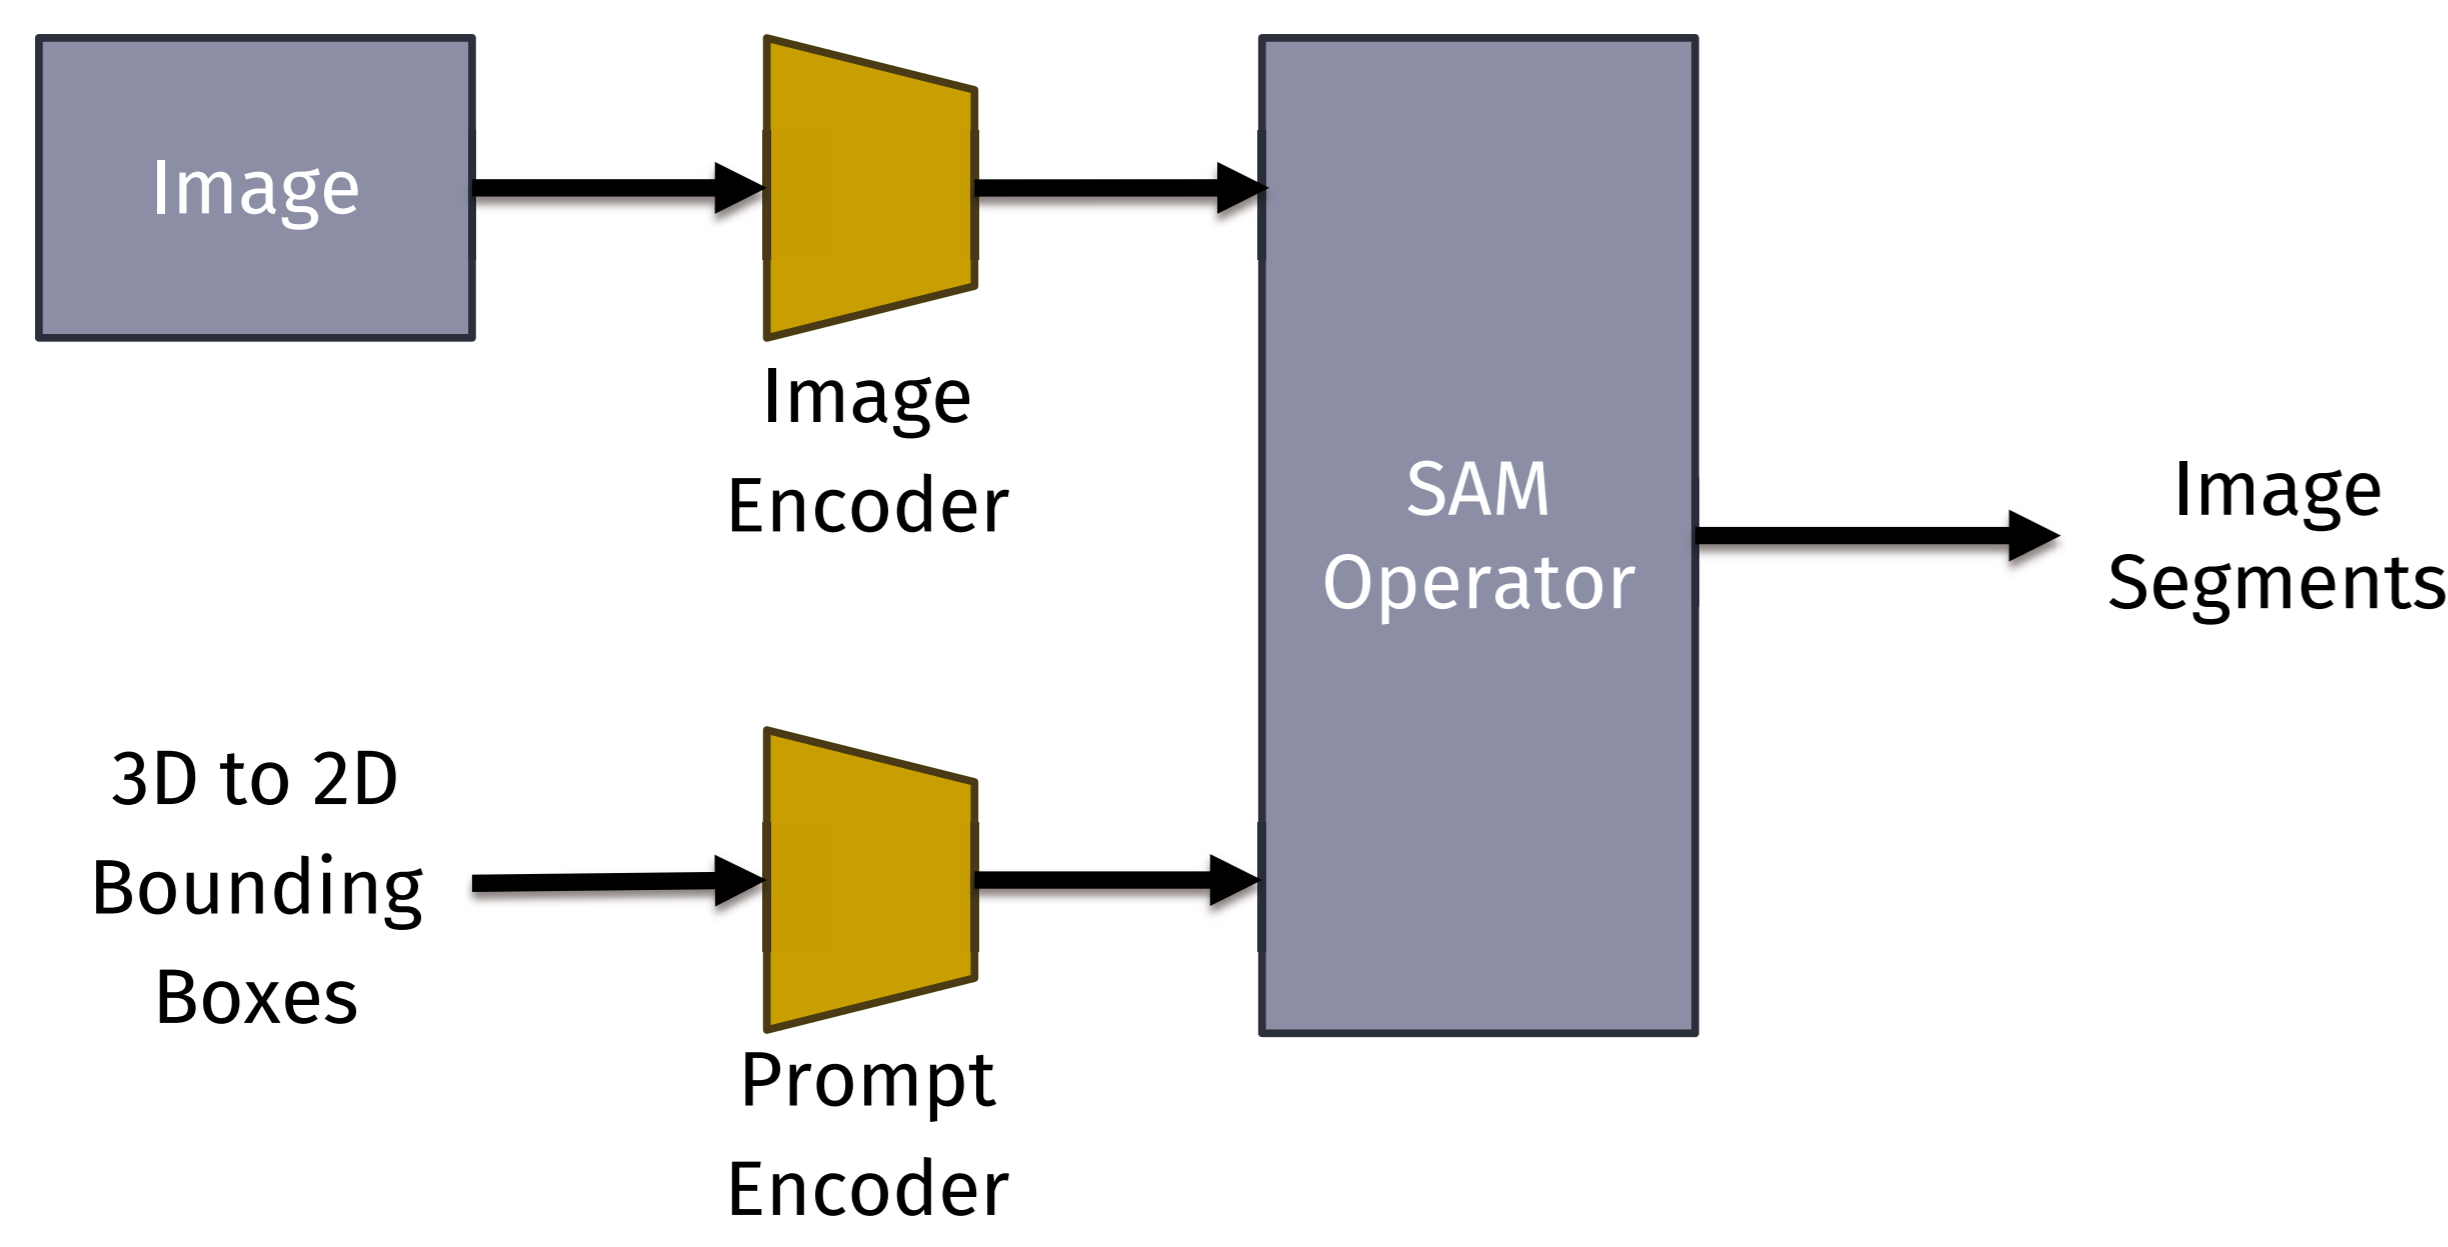 Image
Image
Encoder
SAM
Operator
Image
Segments
3D to 2D
Bounding
Boxes
Prompt
Encoder